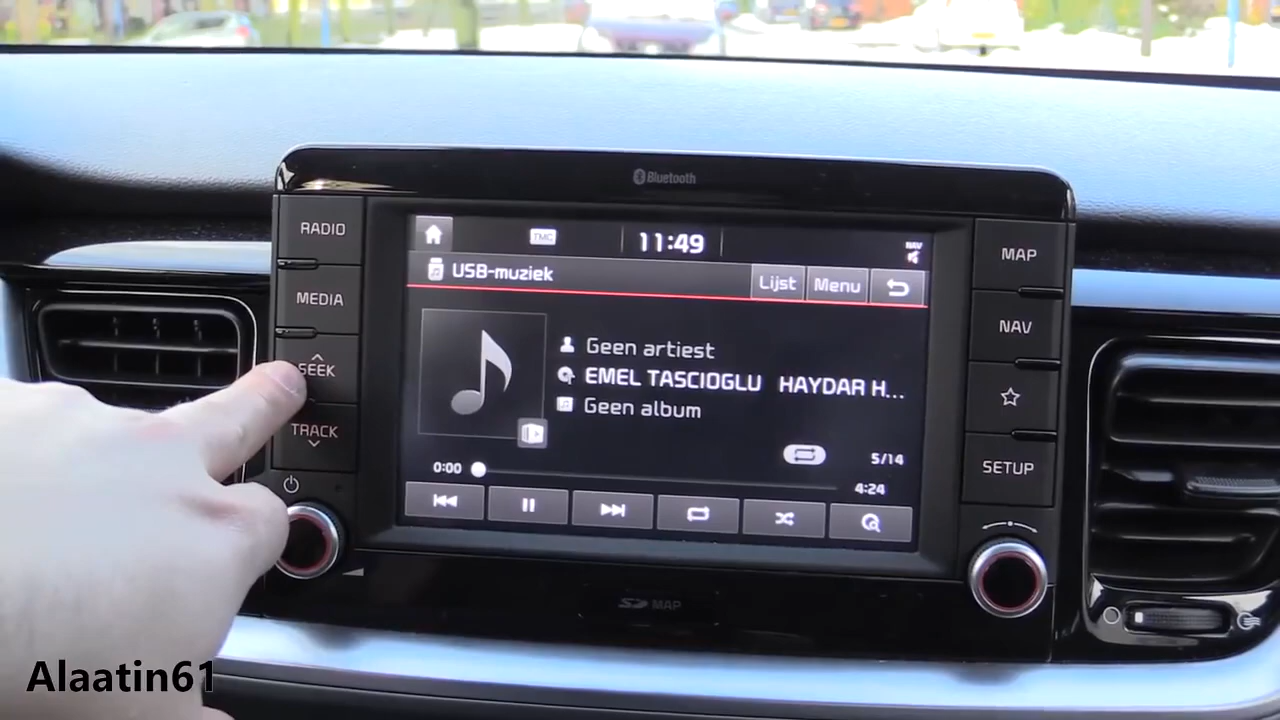 Bluetooth
RADIO
MEDIA
SEEK
TRACK
TMC
11:49
NAV
USB-muziek
Lijst
Menu
Geen artiest
EMEL TASCIOGLU HAYDAR H...
Geen album
5/14
0:00
4:24
MAP
NAV
SETUP
SD MAP
Alaatin61